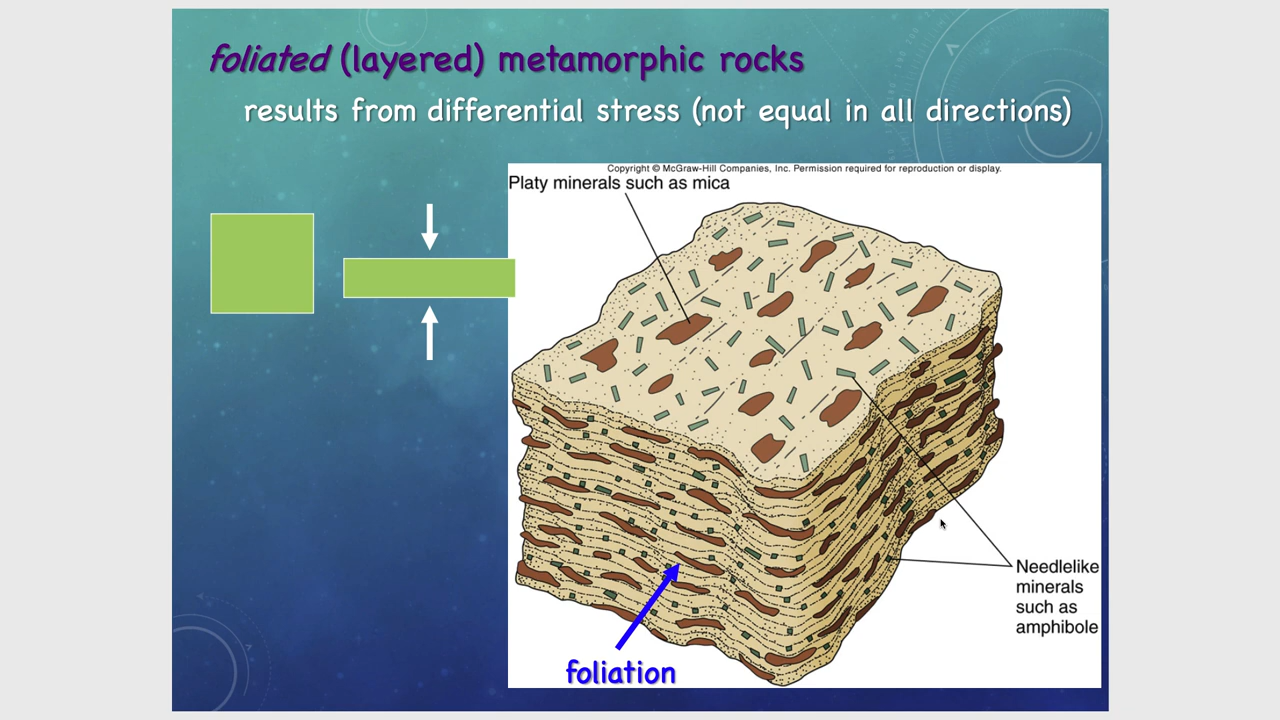 foliated (layered) metamorphic rocks
results from differential stress (not equal in all directions)
Copyright © McGraw-Hill Companies, Inc. Permission required for reproduction or display.
Platy minerals such as mica
Needlelike
minerals
such as
amphibole
foliation